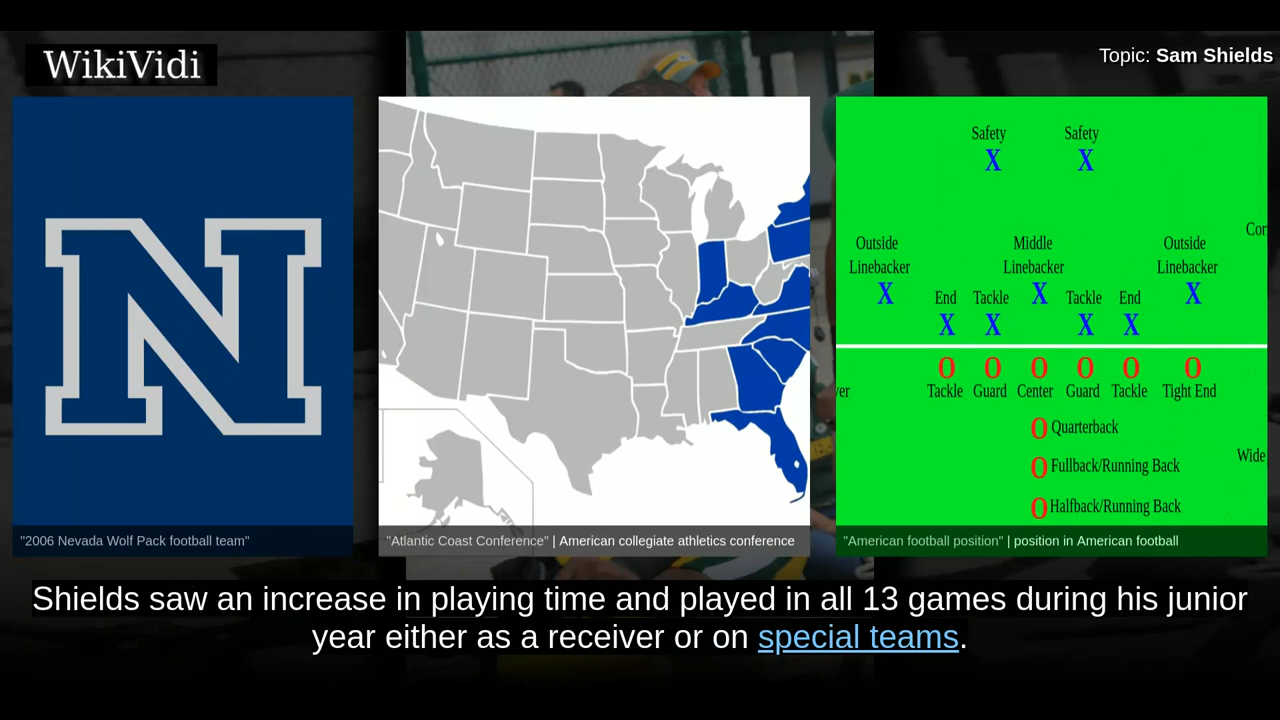 WikiVidi
Topic: Sam Shields
N
Safety Safety
X X
Outside Middle Outside
Linebacker Linebacker Linebacker
X X X
End Tackle Tackle End
X X X X
O O O O O O
Tackle Guard Center Guard Tackle Tight End
O Quarterback
Wide
O Fullback/Running Back
O Halfback/Running Back
"2006 Nevada Wolf Pack football team"
"Atlantic Coast Conference" | American collegiate athletics conference
"American football position" | position in American football
Shields saw an increase in playing time and played in all 13 games during his junior
year either as a receiver or on special teams.